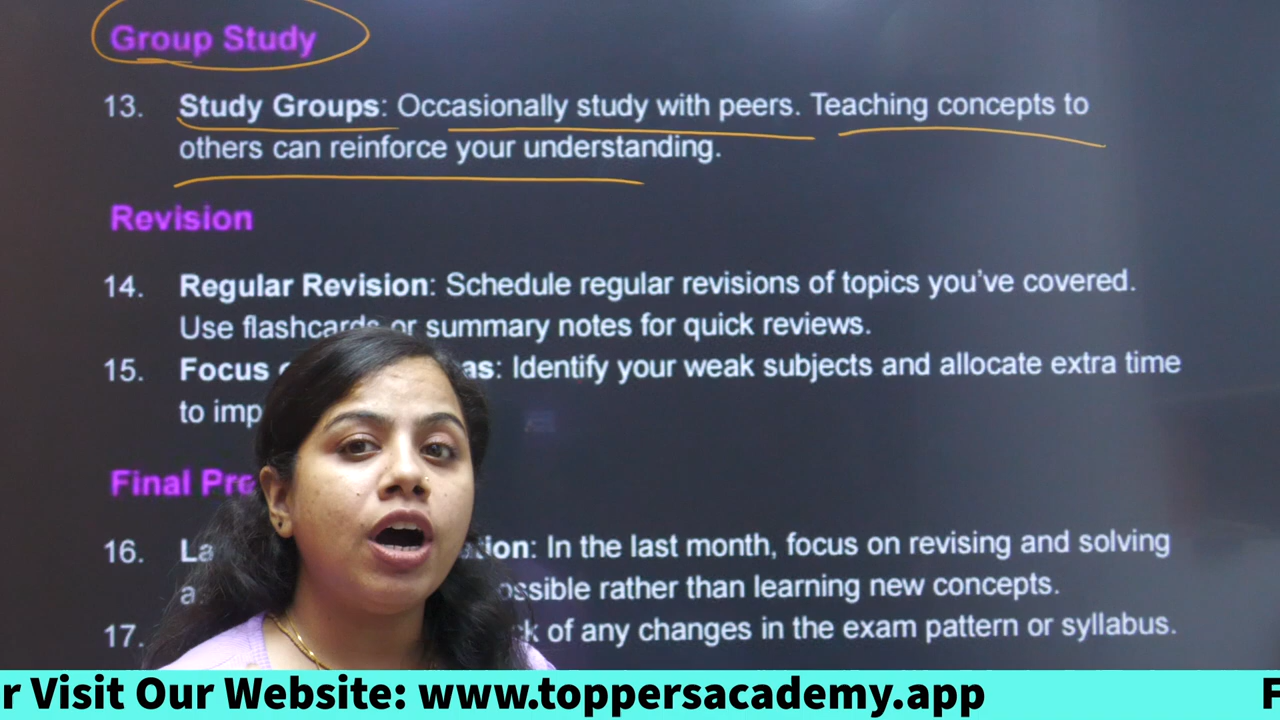 Group Study
13. Study Groups: Occasionally study with peers. Teaching concepts to
others can reinforce your understanding.
Revision
14. Regular Revision: Schedule regular revisions of topics you've covered.
Use flashcards or summary notes for quick reviews.
15. Focus as: Identify your weak subjects and allocate extra time
to imp
Final Pre
16. La tion: In the last month, focus on revising and solving
a ossible rather than learning new concepts.
17. k of any changes in the exam pattern or syllabus.
r Visit Our Website: www.toppersacademy.app F